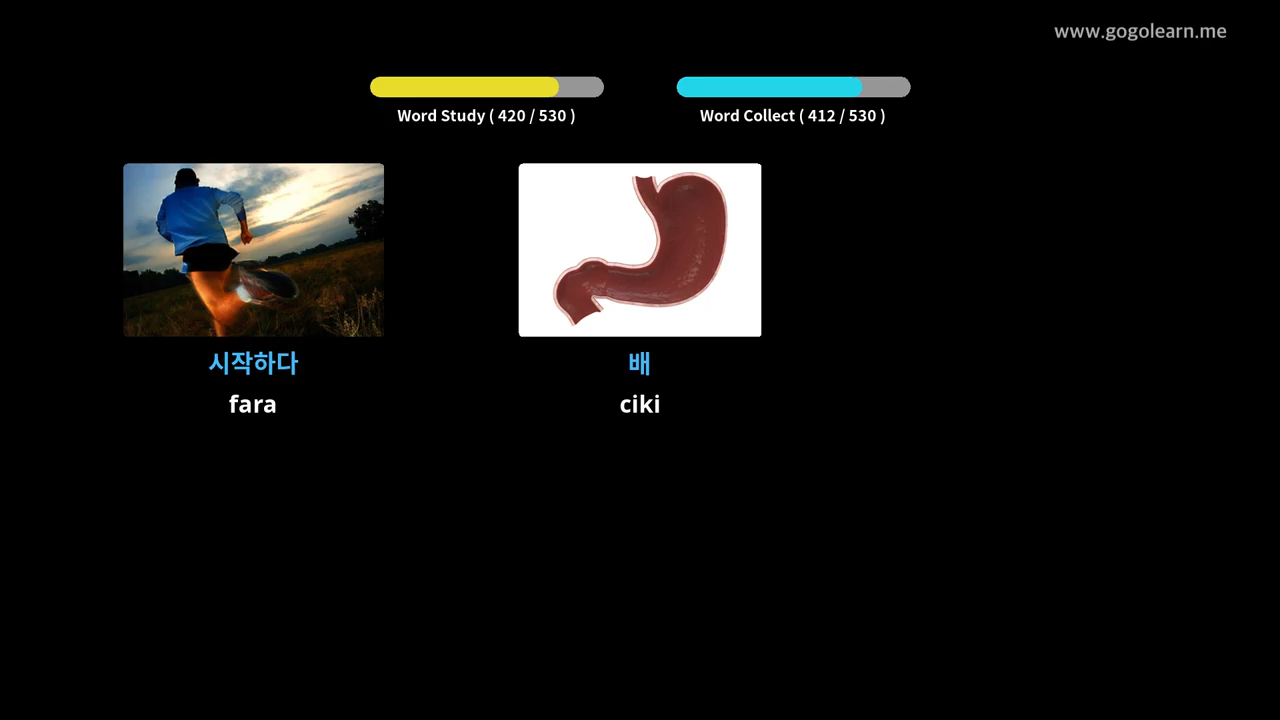 www.gogolearn.me
Word Study ( 420 / 530 )
Word Collect ( 412 / 530 )
시작하다
fara
배
ciki